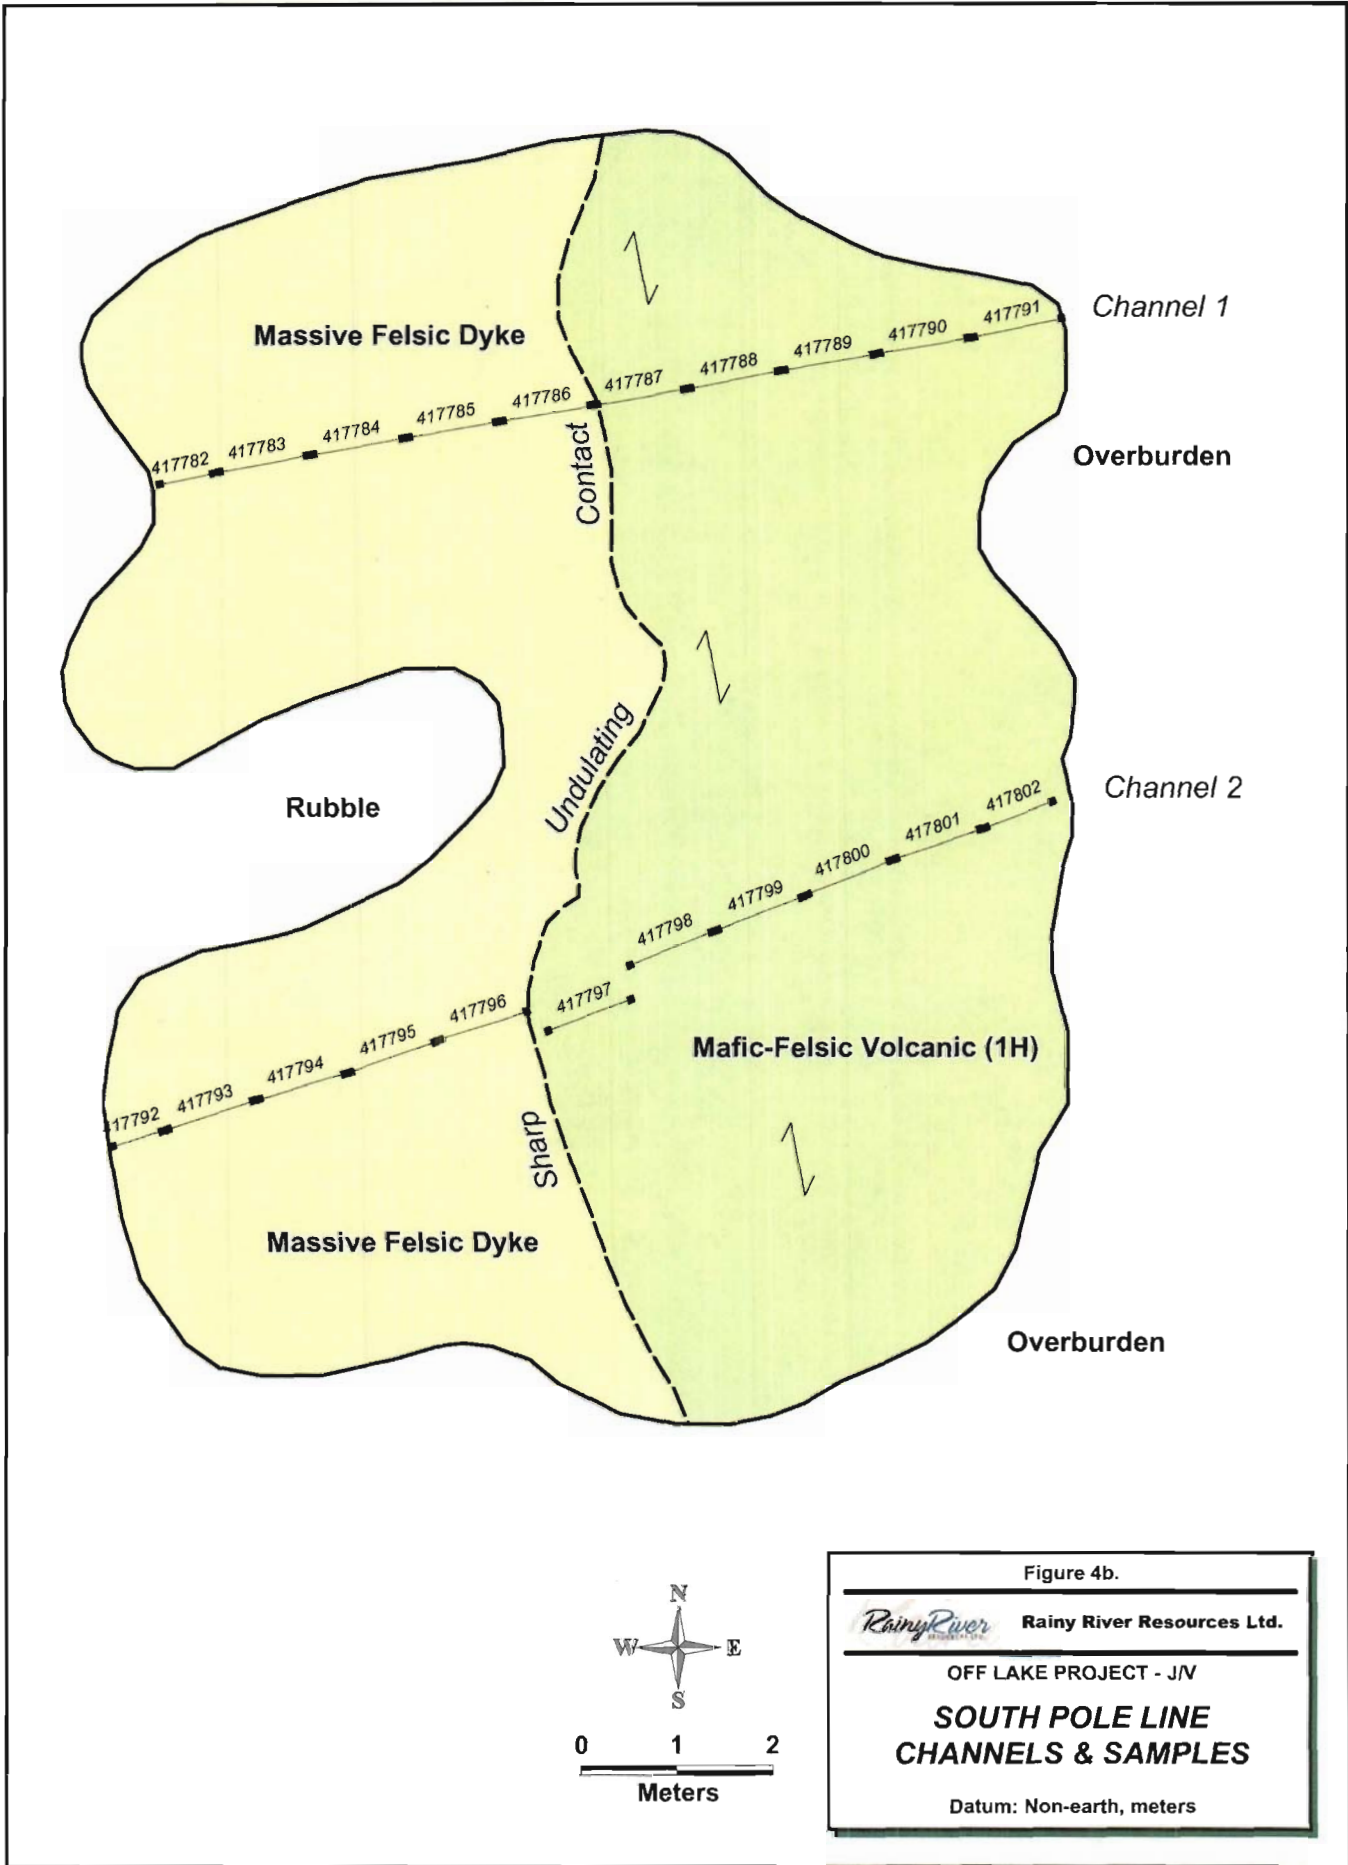 Massive Felsic Dyke
Channel 1
417782
417783
417784
417785
417786
417787
417788
417789
417790
417791
Contact
Overburden
Undulating
Rubble
Channel 2
417792
417793
417794
417795
417796
417797
417798
417799
417800
417801
417802
Mafic-Felsic Volcanic (1H)
Sharp
Massive Felsic Dyke
Overburden
N
W E
S
0 1 2
Meters
Figure 4b.
RainyRiver
Rainy River Resources Ltd.
OFF LAKE PROJECT - J/V
SOUTH POLE LINE
CHANNELS & SAMPLES
Datum: Non-earth, meters